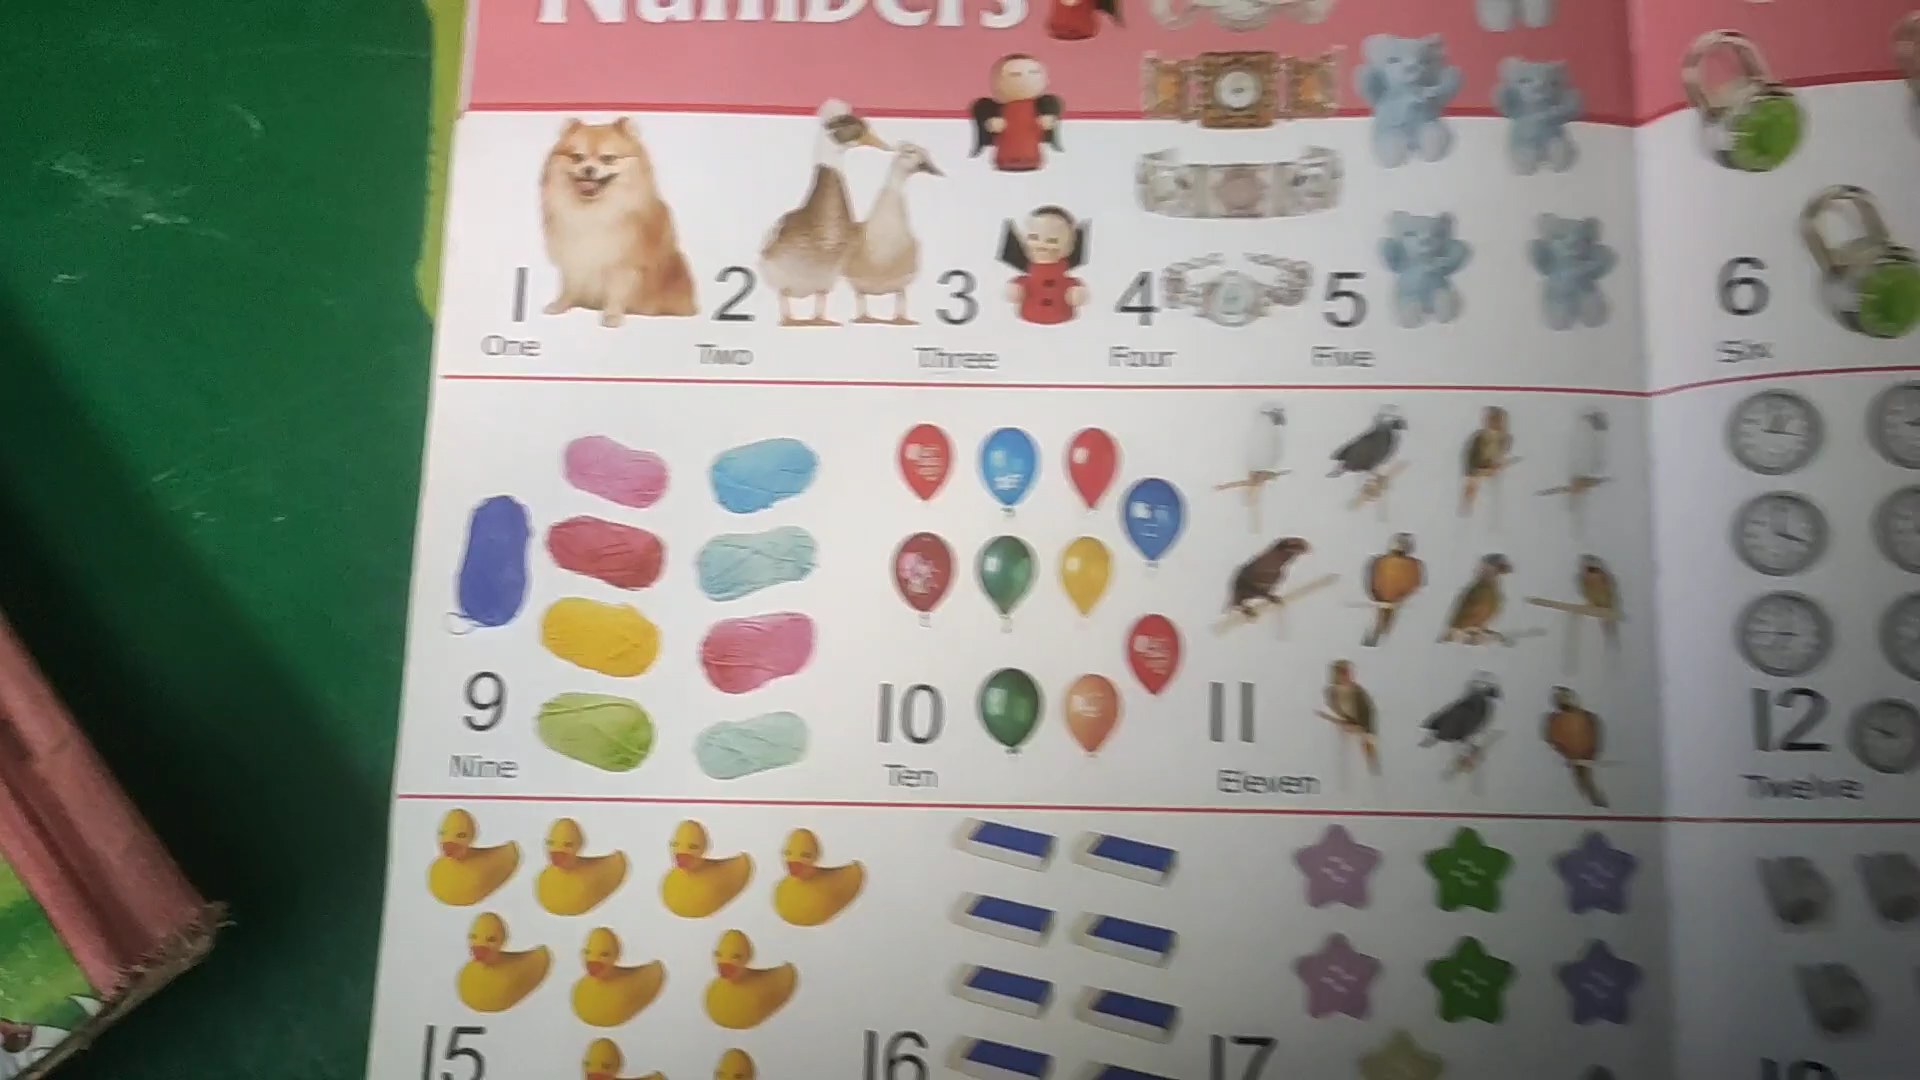 Numbers
1 2 3 4 5 6
One Two Three Four Five Six
9 10 11 12
Nine Ten Eleven Twelve
15 16 17